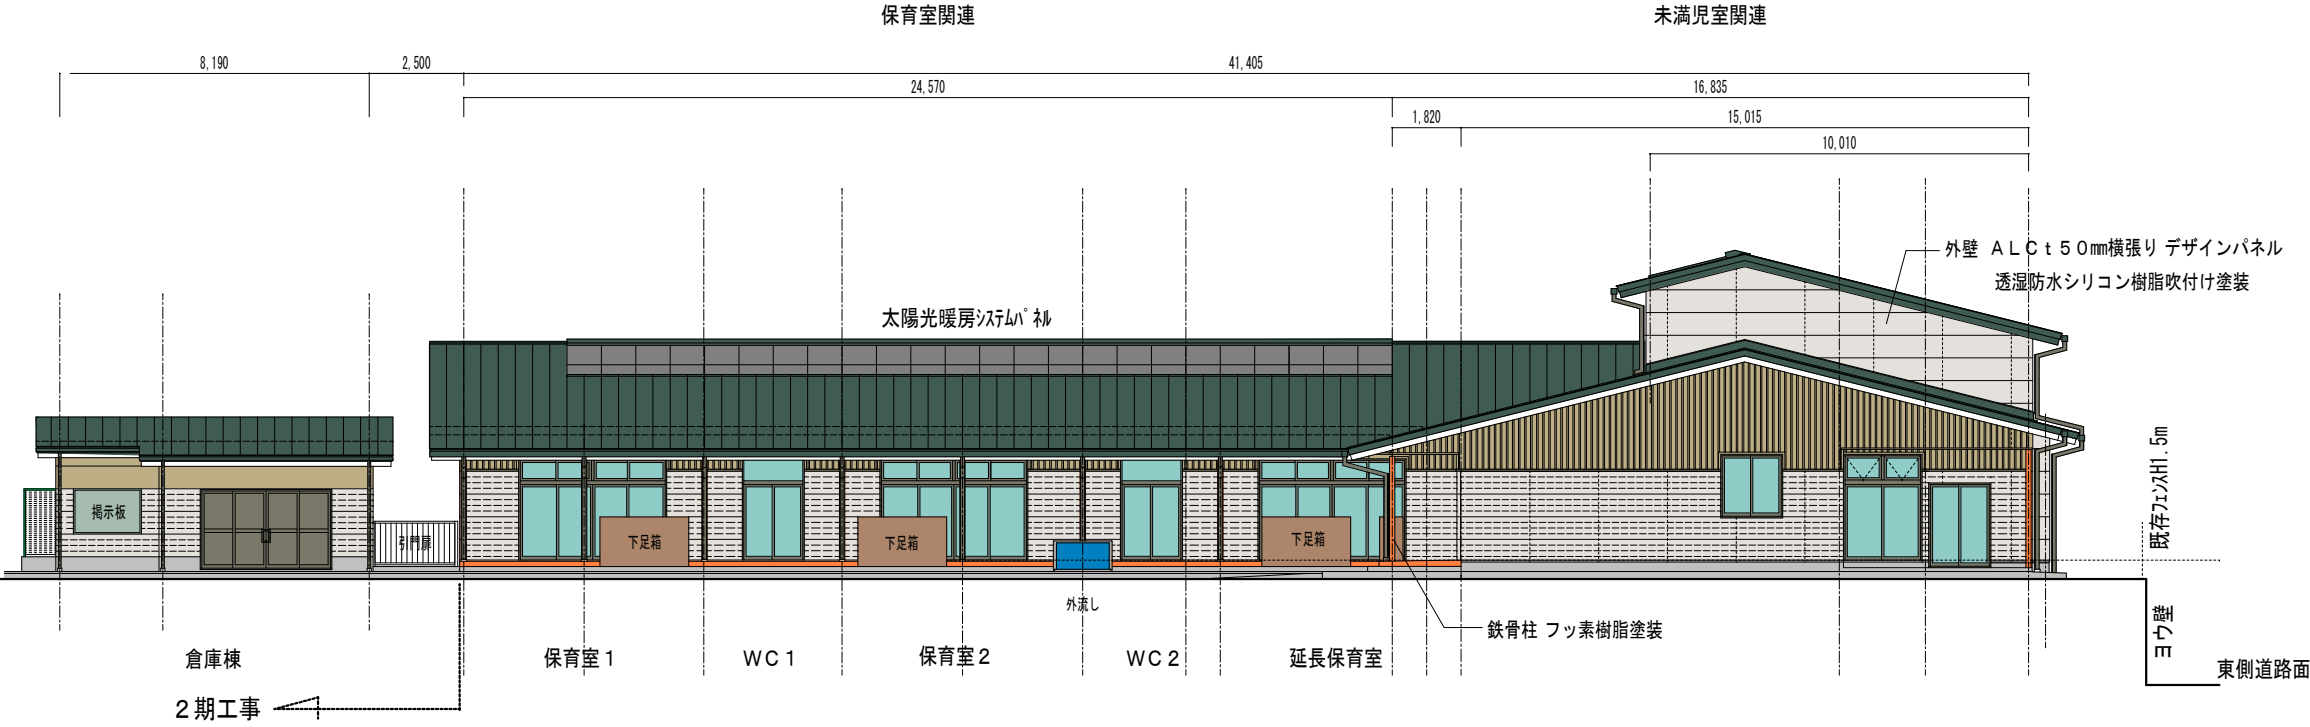 保育室関連
未満児室関連
8,190
2,500
41,405
24,570
16,835
1,820
15,015
10,010
外壁 ＡＬＣｔ５０㎜横張り デザインパネル
透湿防水シリコン樹脂吹付け塗装
太陽光暖房ｼｽﾃﾑﾊﾟﾈﾙ
既存ﾌｪﾝｽH1.5m
掲示板
引門扉
下足箱
下足箱
下足箱
外流し
鉄骨柱 フッ素樹脂塗装
ヨウ壁
倉庫棟
保育室１
ＷＣ１
保育室２
ＷＣ２
延長保育室
東側道路面
２期工事